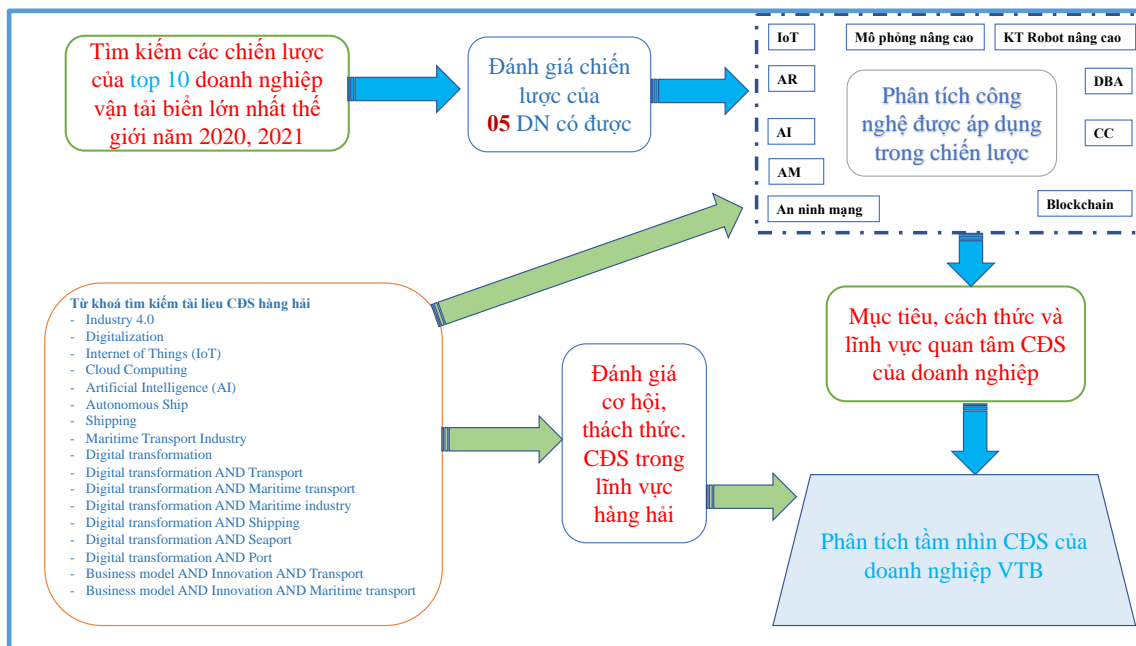 Tìm kiếm các chiến lược
của top 10 doanh nghiệp
vận tải biển lớn nhất thế
giới năm 2020, 2021
Đánh giá chiến
lược của
05 DN có được
IoT
Mô phỏng nâng cao
KT Robot nâng cao
AR
DBA
Phân tích công
nghệ được áp dụng
trong chiến lược
AI
CC
AM
An ninh mạng
Blockchain
Từ khoá tìm kiếm tài lieu CĐS hàng hải
- Industry 4.0
- Digitalization
- Internet of Things (IoT)
- Cloud Computing
- Artificial Intelligence (AI)
- Autonomous Ship
- Shipping
- Maritime Transport Industry
- Digital transformation
- Digital transformation AND Transport
- Digital transformation AND Maritime transport
- Digital transformation AND Maritime industry
- Digital transformation AND Shipping
- Digital transformation AND Seaport
- Digital transformation AND Port
- Business model AND Innovation AND Transport
- Business model AND Innovation AND Maritime transport
Đánh giá
cơ hội,
thách thức.
CĐS trong
lĩnh vực
hàng hải
Mục tiêu, cách thức và
lĩnh vực quan tâm CĐS
của doanh nghiệp
Phân tích tầm nhìn CĐS của
doanh nghiệp VTB